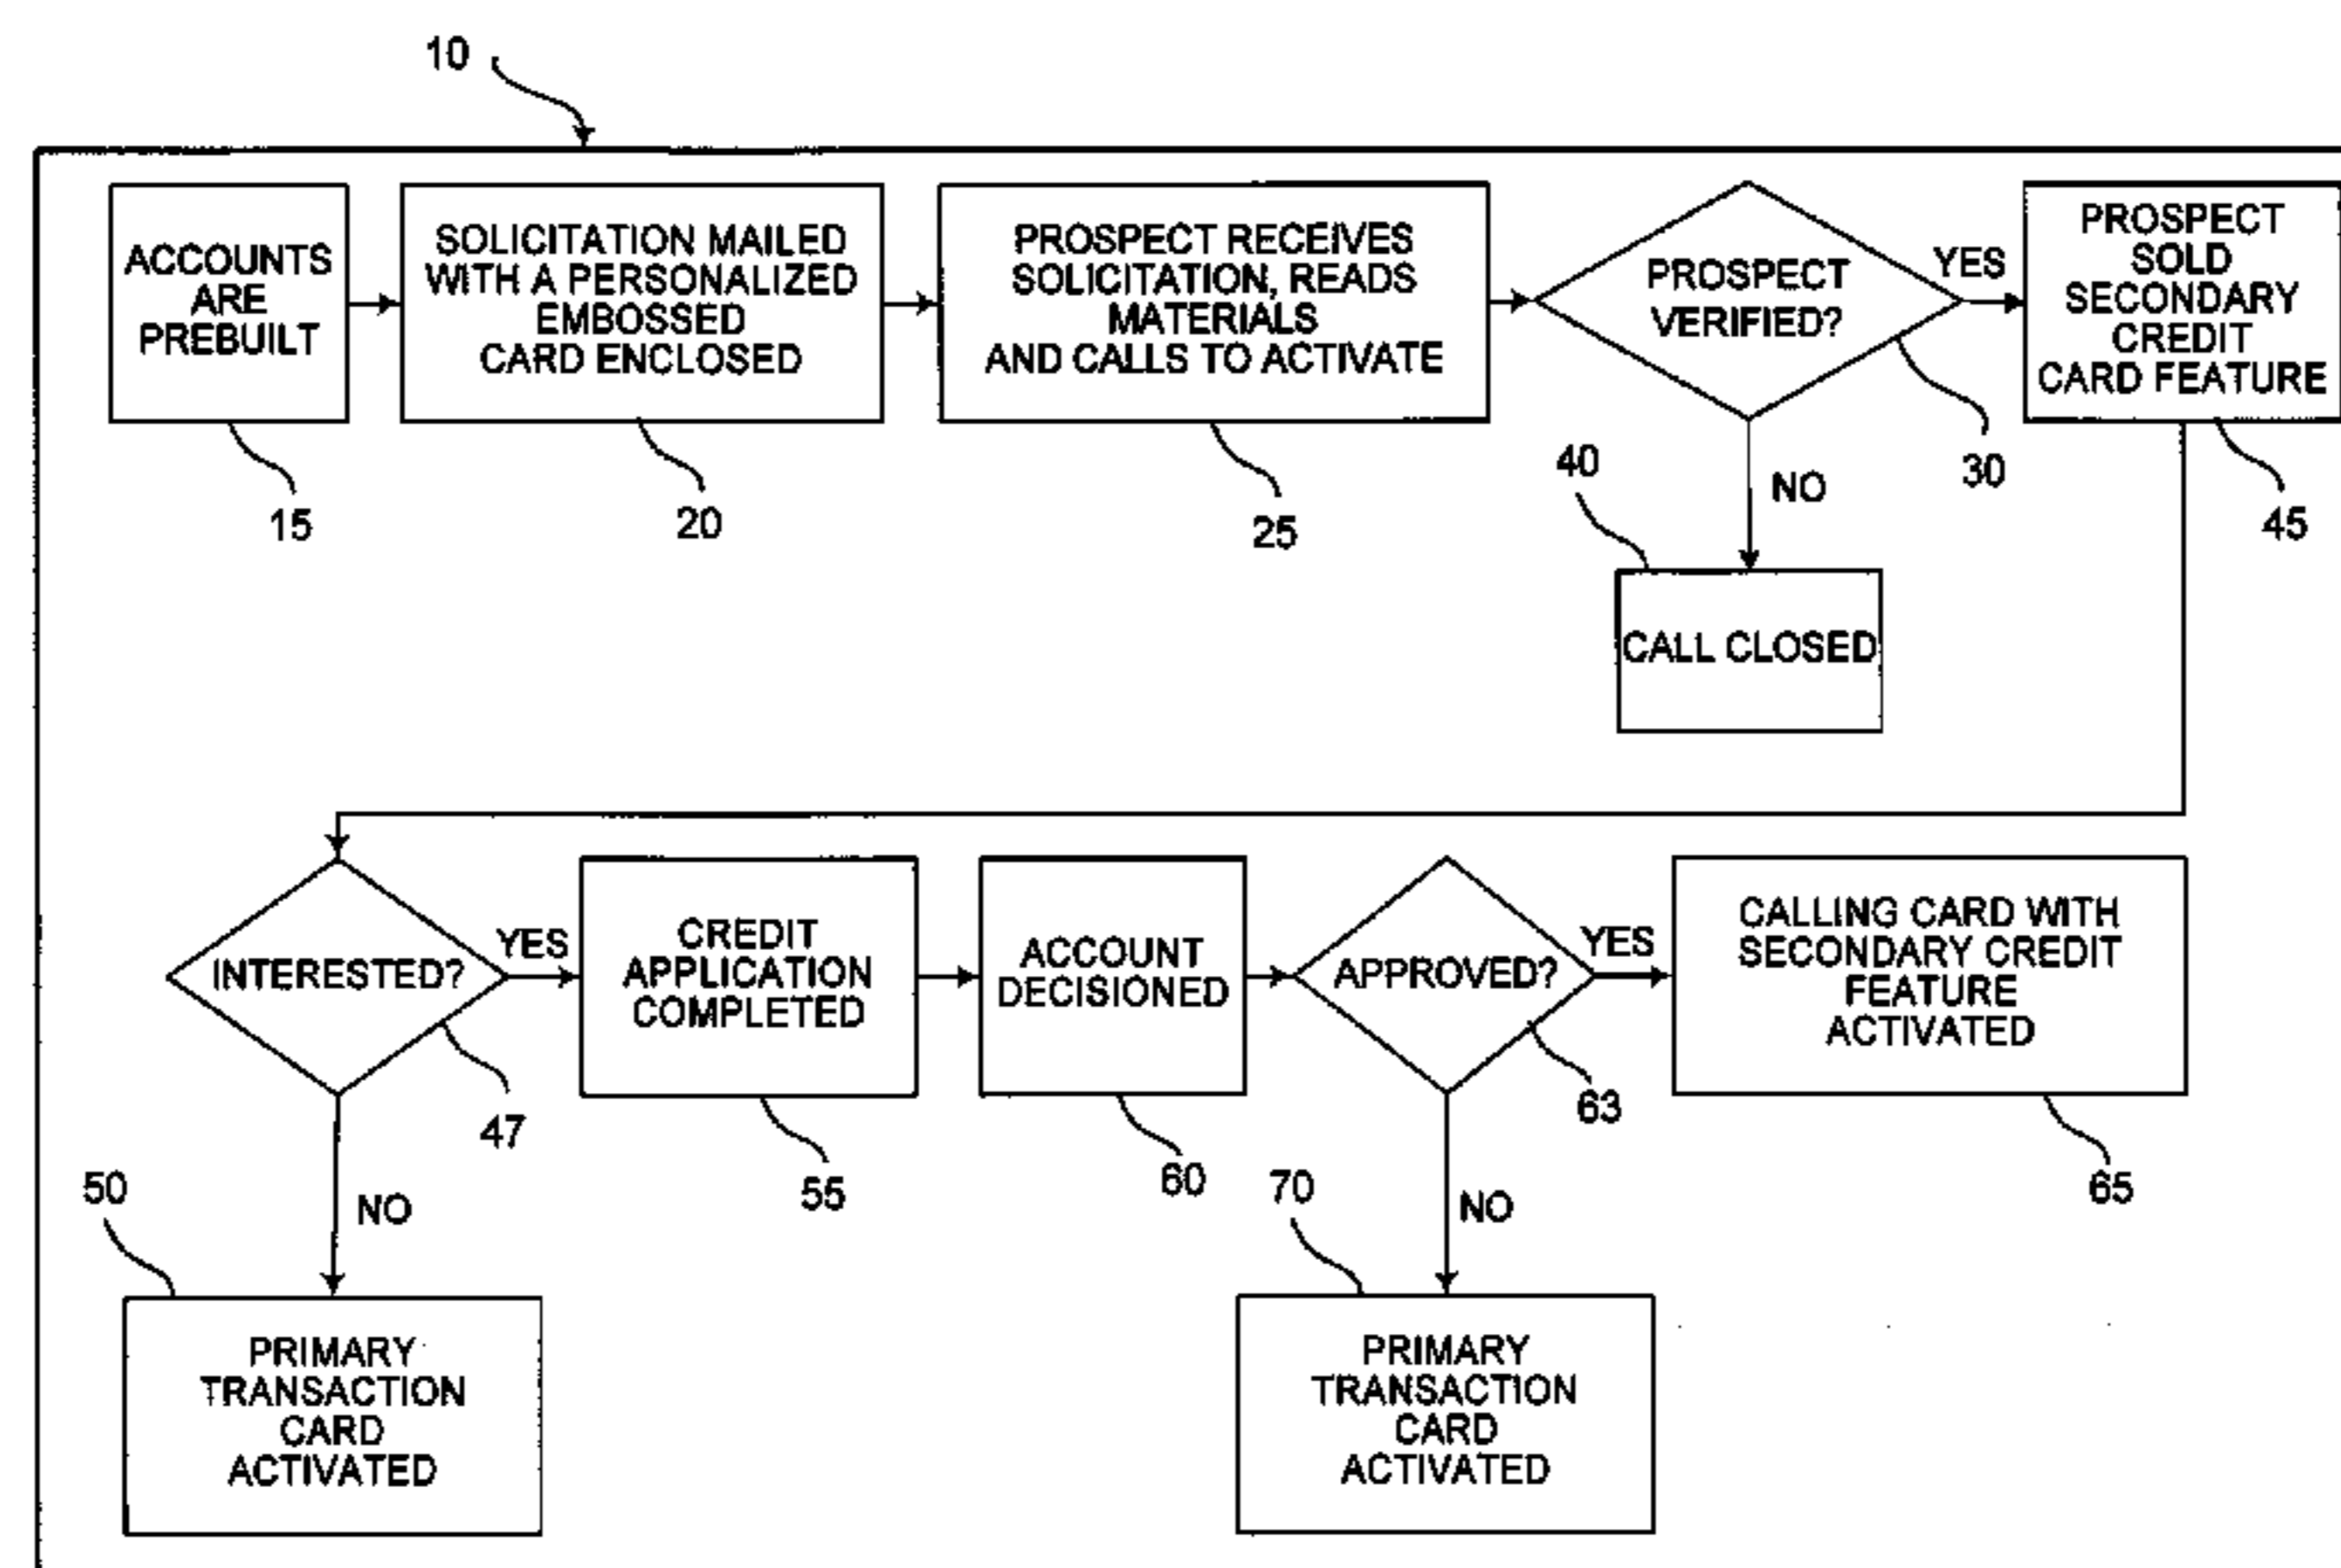 10
ACCOUNTS
ARE
PREBUILT
15
SOLICITATION MAILED
WITH A PERSONALIZED
EMBOSSED
CARD ENCLOSED
20
PROSPECT RECEIVES
SOLICITATION, READS
MATERIALS
AND CALLS TO ACTIVATE
25
PROSPECT
VERIFIED?
30
YES
NO
40
CALL CLOSED
PROSPECT
SOLD
SECONDARY
CREDIT
CARD FEATURE
45
INTERESTED?
47
YES
NO
50
PRIMARY
TRANSACTION
CARD
ACTIVATED
CREDIT
APPLICATION
COMPLETED
55
ACCOUNT
DECISIONED
60
APPROVED?
63
YES
NO
70
PRIMARY
TRANSACTION
CARD
ACTIVATED
CALLING CARD WITH
SECONDARY CREDIT
FEATURE
ACTIVATED
65